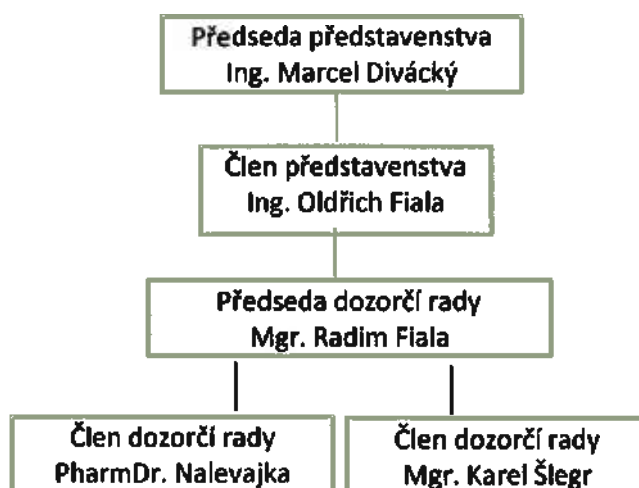 Předseda představenstva
Ing. Marcel Divácký
Člen představenstva
Ing. Oldřich Fiala
Předseda dozorčí rady
Mgr. Radim Fiala
Člen dozorčí rady
PharmDr. Nalevajka
Člen dozorčí rady
Mgr. Karel Šlegr